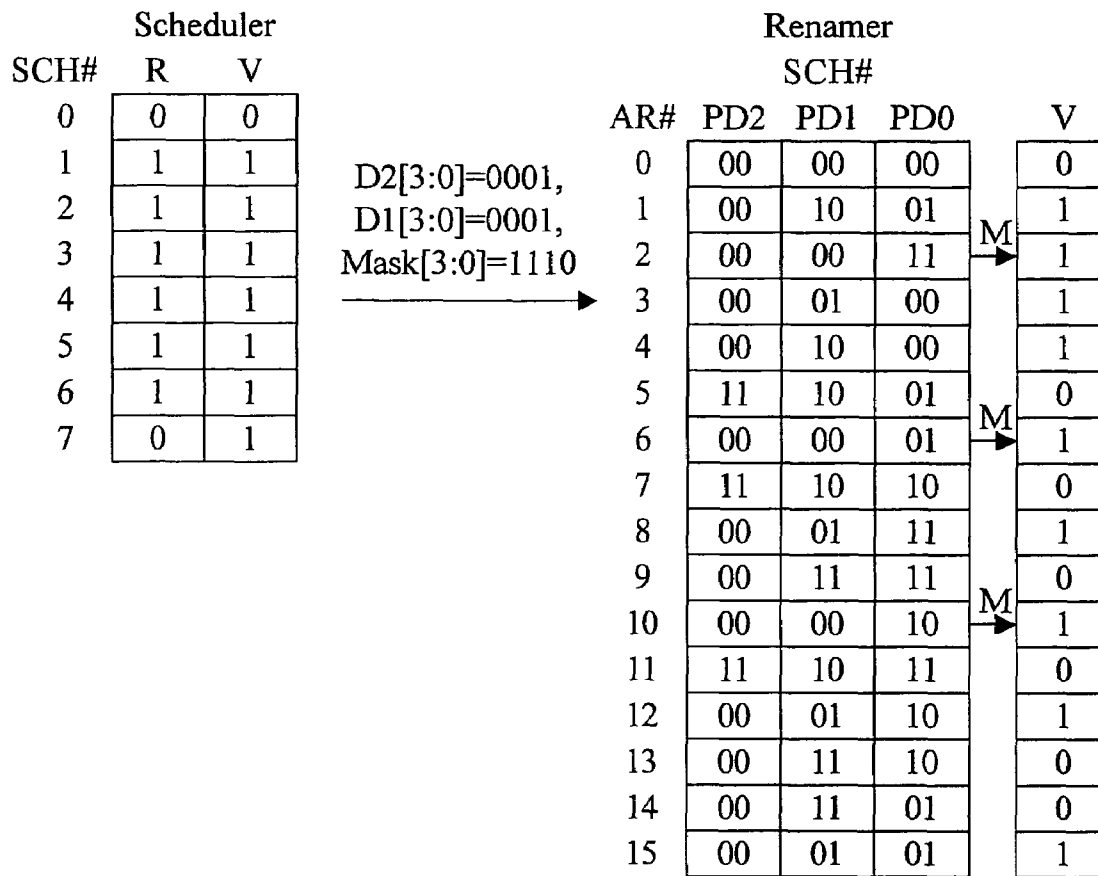 Scheduler
SCH# R V
0 0 0
1 1 1
2 1 1
3 1 1
4 1 1
5 1 1
6 1 1
7 0 1
D2[3:0]=0001,
D1[3:0]=0001,
Mask[3:0]=1110
Renamer
SCH#
AR# PD2 PD1 PD0 V
0 00 00 00 0
1 00 10 01 1
2 00 00 11 M 1
3 00 01 00 1
4 00 10 00 1
5 11 10 01 0
6 00 00 01 M 1
7 11 10 10 0
8 00 01 11 1
9 00 11 11 0
10 00 00 10 M 1
11 11 10 11 0
12 00 01 10 1
13 00 11 10 0
14 00 11 01 0
15 00 01 01 1